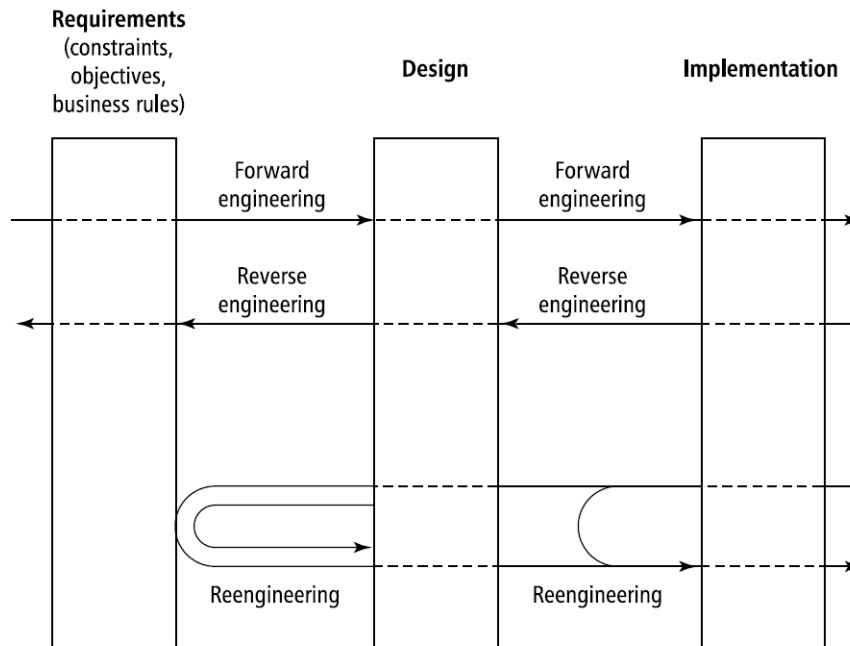 Requirements
(constraints,
objectives,
business rules)
Design
Implementation
Forward
engineering
Forward
engineering
Reverse
engineering
Reverse
engineering
Reengineering
Reengineering